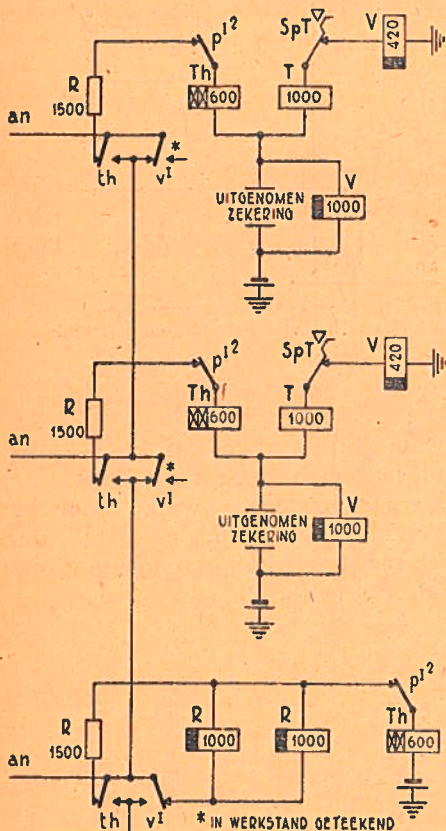 pI2 SpT V
420
R
1500
Th T
600 1000
an
*
th vI
V
UITGENOMEN
ZEKERING
1000
pI2 SpT V
420
R
1500
Th T
600 1000
an
*
th vI
V
UITGENOMEN
ZEKERING
1000
pI2
R
1500
R R
1000 1000
Th
600
an
th vI
* IN WERKSTAND GETEEKEND